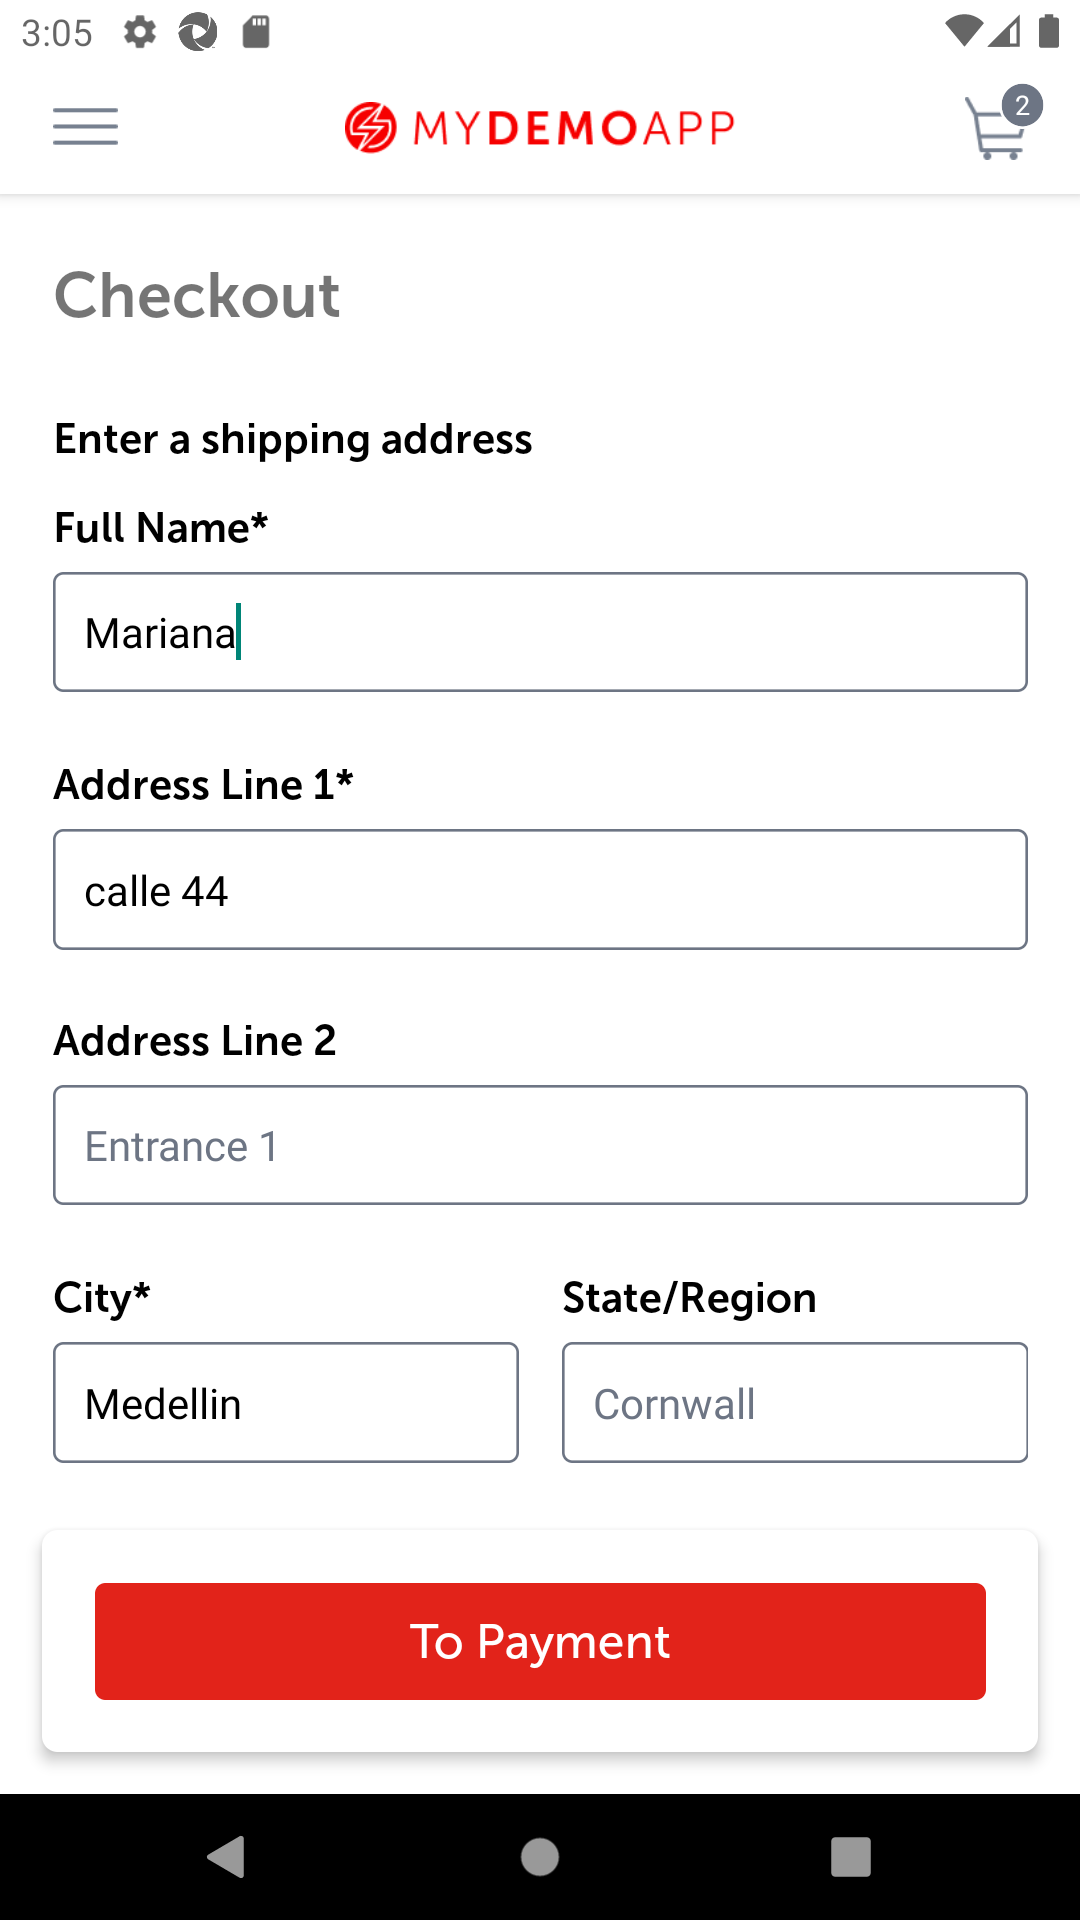 3:05
MYDEMOAPP
2
Checkout
Enter a shipping address
Full Name*
Mariana
Address Line 1*
calle 44
Address Line 2
Entrance 1
City*
State/Region
Medellin
Cornwall
To Payment